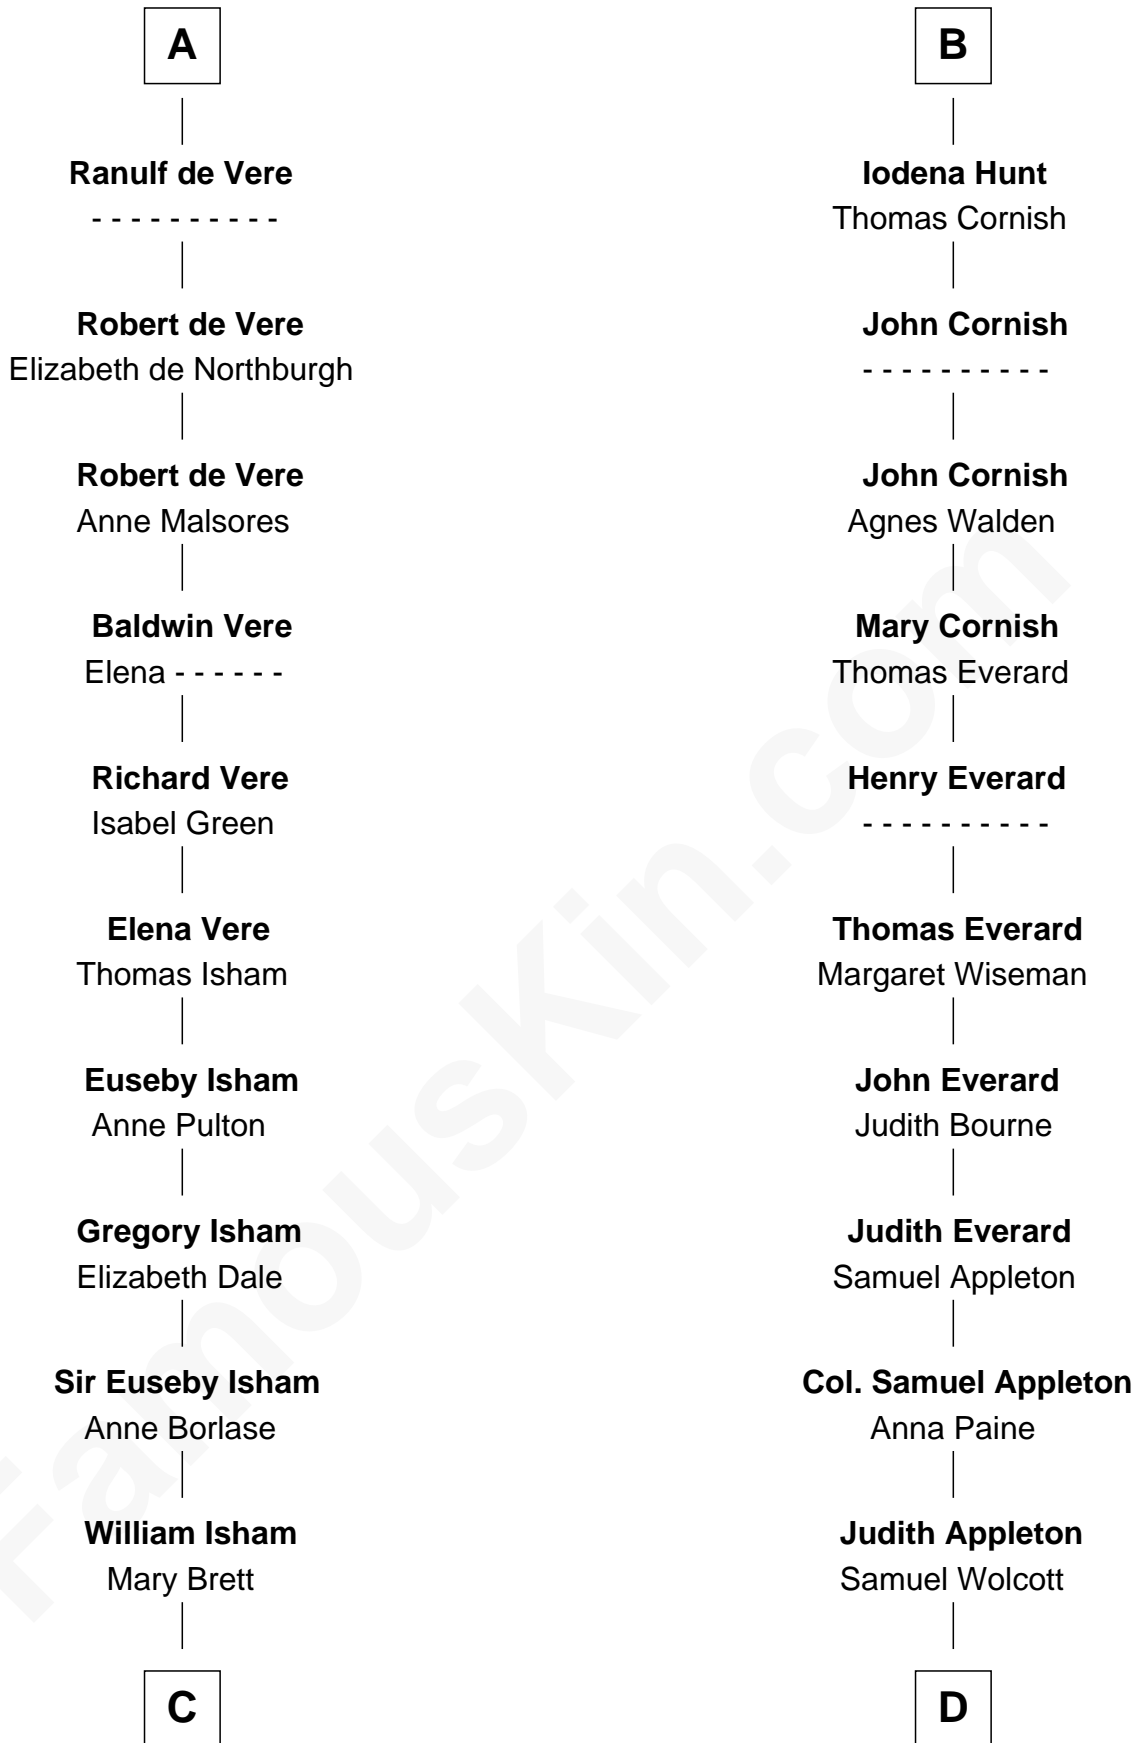 A
Ranulf de Vere
- - - - - - - - - -
Robert de Vere
Elizabeth de Northburgh
Robert de Vere
Anne Malsores
Baldwin Vere
Elena - - - - - -
Richard Vere
Isabel Green
Elena Vere
Thomas Isham
Euseby Isham
Anne Pulton
Gregory Isham
Elizabeth Dale
Sir Euseby Isham
Anne Borlase
William Isham
Mary Brett
C
B
Iodena Hunt
Thomas Cornish
John Cornish
- - - - - - - - - -
John Cornish
Agnes Walden
Mary Cornish
Thomas Everard
Henry Everard
- - - - - - - - - -
Thomas Everard
Margaret Wiseman
John Everard
Judith Bourne
Judith Everard
Samuel Appleton
Col. Samuel Appleton
Anna Paine
Judith Appleton
Samuel Wolcott
D
FamousKin.com